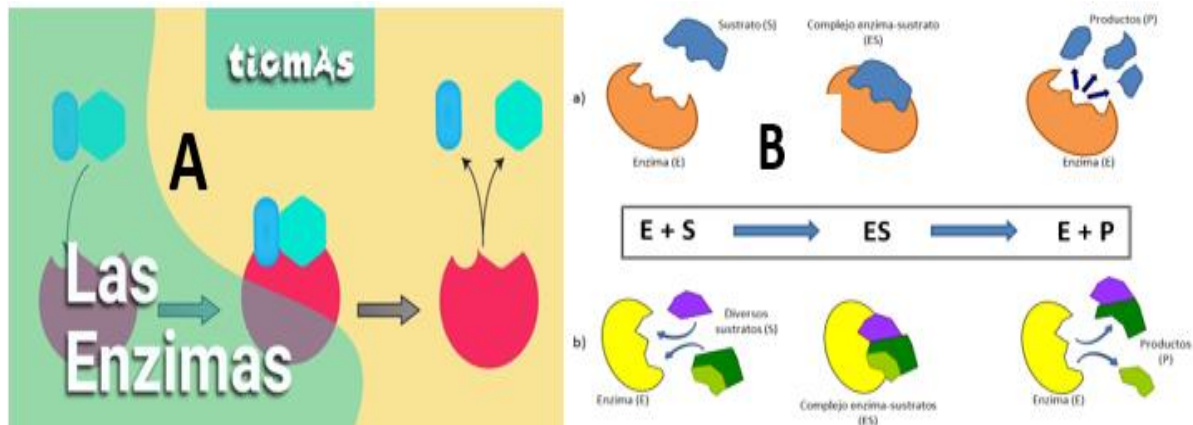 tiomAs
A
Las
Enzimas
B
a)
Sustrato (S)
Enzima (E)
Complejo enzima-sustrato
(ES)
Productos (P)
Enzima (E)
E + S
ES
E + P
b)
Diversos
sustratos (S)
Enzima (E)
Complejo enzima-sustratos
(ES)
Productos
(P)
Enzima (E)